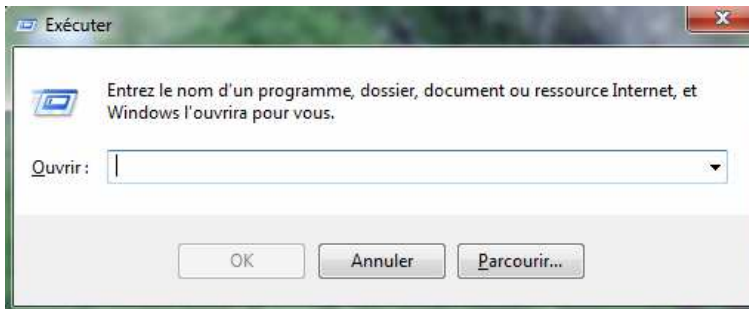 Exécuter
Entrez le nom d'un programme, dossier, document ou ressource Internet, et
Windows l'ouvrira pour vous.
Ouvrir :
OK Annuler Parcourir...